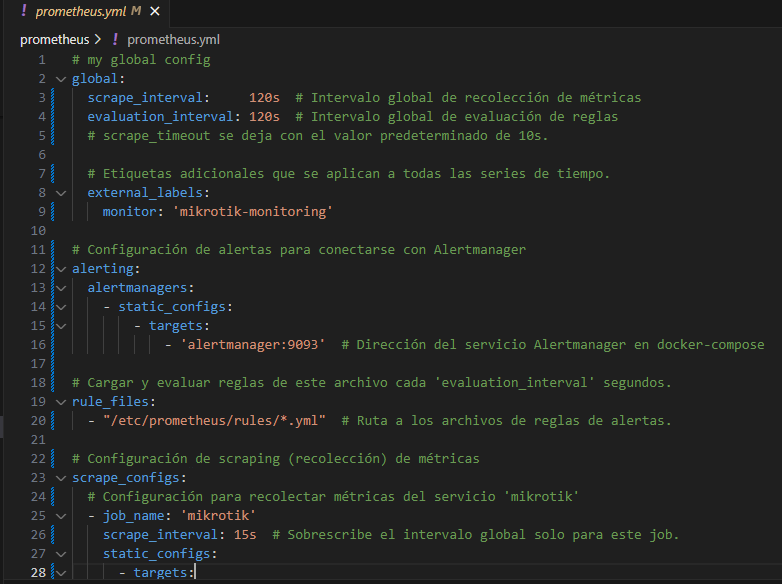 ! prometheus.yml M ×
prometheus > ! prometheus.yml
1 # my global config
2 global:
3   scrape_interval:     120s  # Intervalo global de recolección de métricas
4   evaluation_interval: 120s  # Intervalo global de evaluación de reglas
5   # scrape_timeout se deja con el valor predeterminado de 10s.
6
7   # Etiquetas adicionales que se aplican a todas las series de tiempo.
8   external_labels:
9     monitor: 'mikrotik-monitoring'
10
11 # Configuración de alertas para conectarse con Alertmanager
12 alerting:
13   alertmanagers:
14     - static_configs:
15         - targets:
16             - 'alertmanager:9093'  # Dirección del servicio Alertmanager en docker-compose
17
18 # Cargar y evaluar reglas de este archivo cada 'evaluation_interval' segundos.
19 rule_files:
20   - "/etc/prometheus/rules/*.yml"  # Ruta a los archivos de reglas de alertas.
21
22 # Configuración de scraping (recolección) de métricas
23 scrape_configs:
24   # Configuración para recolectar métricas del servicio 'mikrotik'
25   - job_name: 'mikrotik'
26     scrape_interval: 15s  # Sobrescribe el intervalo global solo para este job.
27     static_configs:
28       - targets: